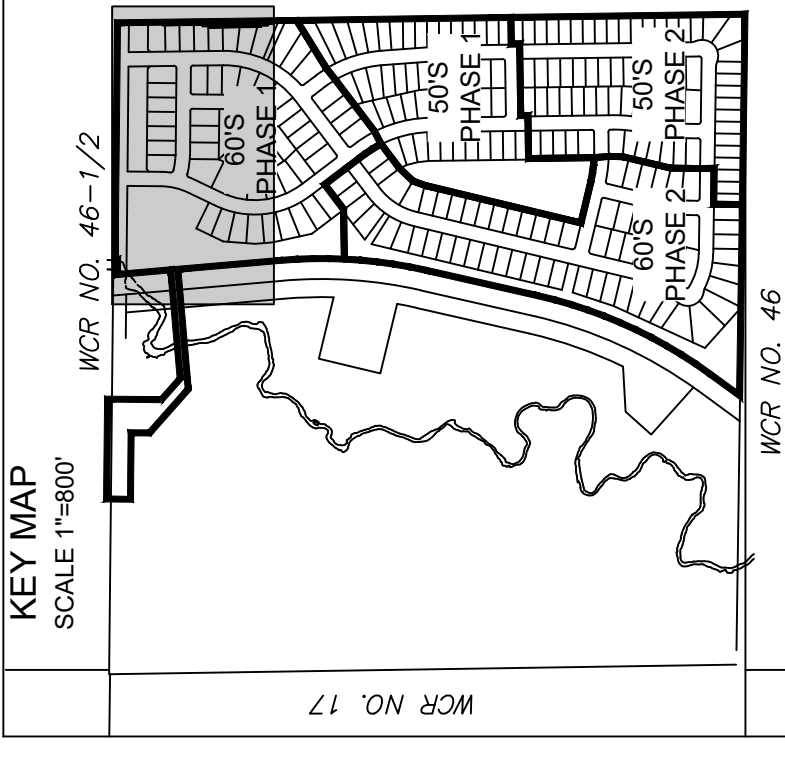 KEY MAP
SCALE 1"=800'
WCR NO. 46-1/2
60'S
PHASE 1
50'S
PHASE 1
50'S
PHASE 2
60'S
PHASE 2
WCR NO. 46
WCR NO. 17